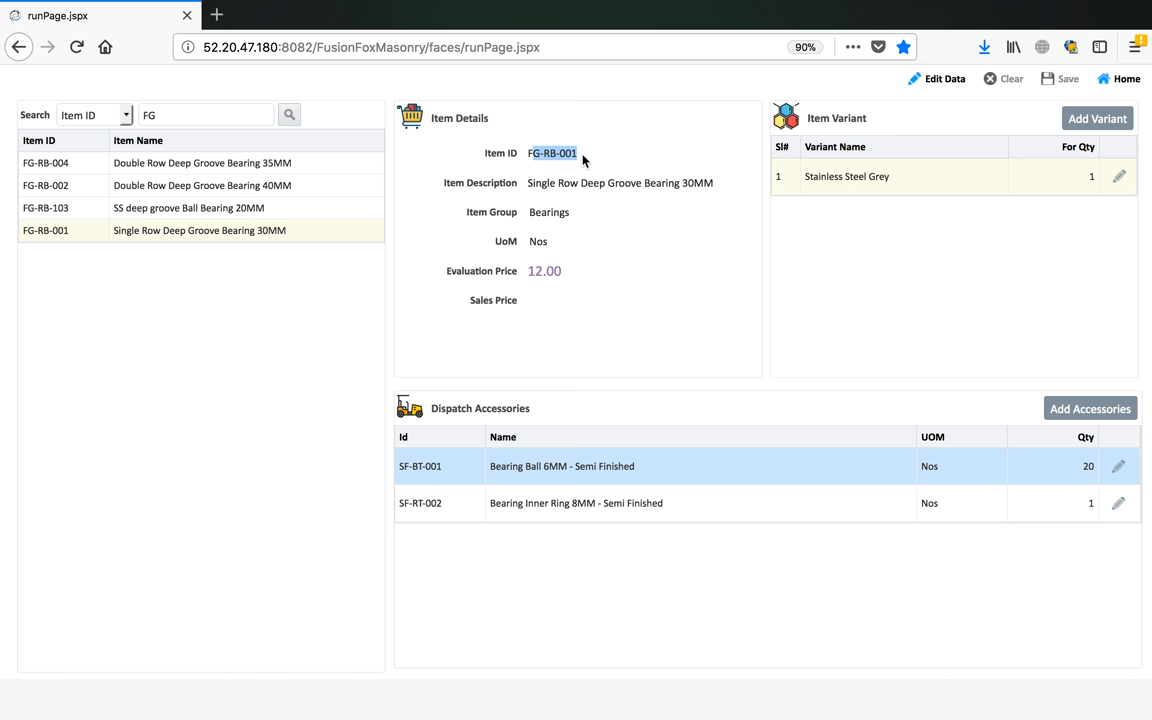 runPage.jspx
52.20.47.180:8082/FusionFoxMasonry/faces/runPage.jspx
90%
Edit Data
Clear
Save
Home
Search
Item ID
FG
Item ID
Item Name
FG-RB-004
Double Row Deep Groove Bearing 35MM
FG-RB-002
Double Row Deep Groove Bearing 40MM
FG-RB-103
SS deep groove Ball Bearing 20MM
FG-RB-001
Single Row Deep Groove Bearing 30MM
Item Details
Item ID FG-RB-001
Item Description Single Row Deep Groove Bearing 30MM
Item Group Bearings
UoM Nos
Evaluation Price 12.00
Sales Price
Item Variant
Add Variant
Sl# Variant Name For Qty
1 Stainless Steel Grey 1
Dispatch Accessories
Add Accessories
Id Name UOM Qty
SF-BT-001 Bearing Ball 6MM - Semi Finished Nos 20
SF-RT-002 Bearing Inner Ring 8MM - Semi Finished Nos 1